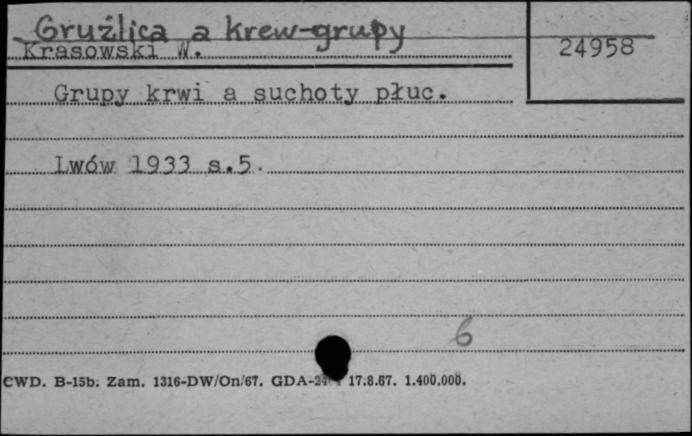 Gruźlica a krew-grupy
Krasowski W.
24958
Grupy krwi a suchoty płuc.
Lwów 1933 s.5.
6
CWD. B-15b. Zam. 1316-DW/On/67. GDA-24 17.8.67. 1.400.000.